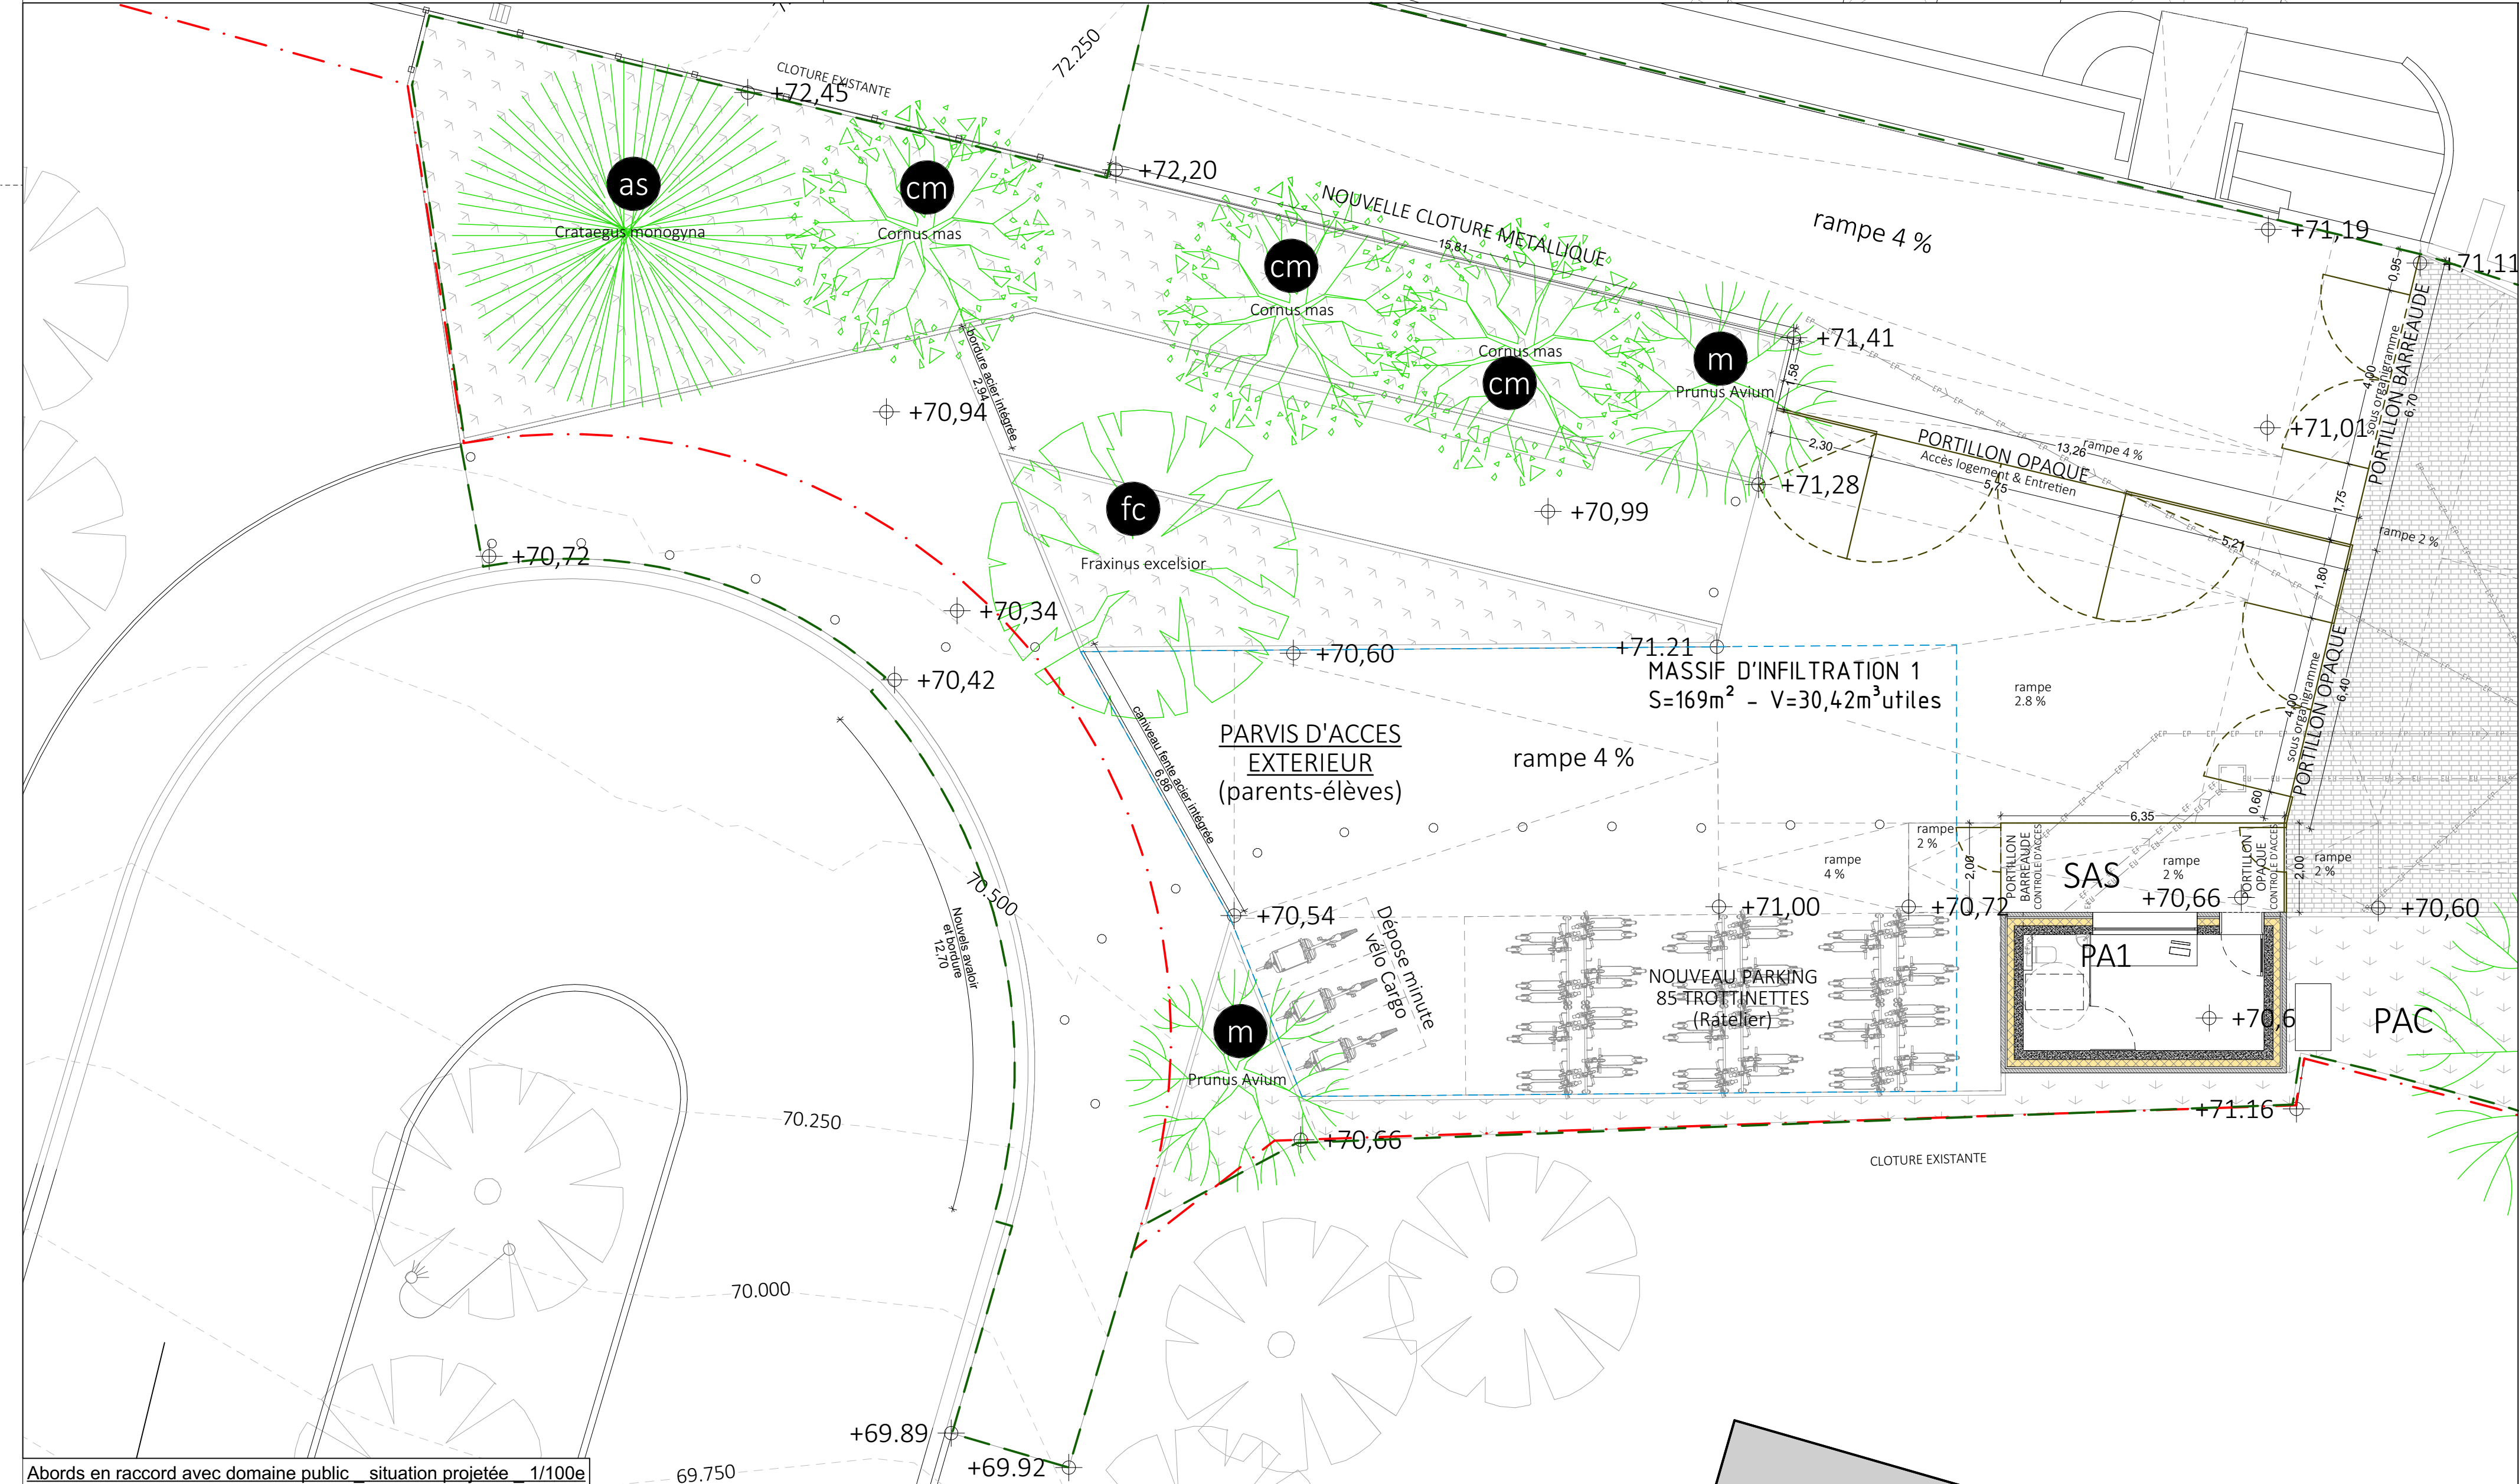 72.250
CLOTURE EXISTANTE
+72,45
+72,20
as
Crataegus monogyna
cm
Cornus mas
cm
Cornus mas
NOUVELLE CLOTURE METALLIQUE
15,81
rampe 4 %
+71,19
+71,11
0,95
Cornus mas
cm
m
Prunus Avium
+71,41
1,58
bordure acier intégrée
2,94
+70,94
4,00
sous organigramme
PORTILLON BARREAUDE
6,70
+71,01
2,30
PORTILLON OPAQUE
Accès logement & Entretien
5,75
13,26
rampe 4 %
+71,28
1,75
fc
Fraxinus excelsior
+70,99
rampe 2 %
5,21
+70,72
1,80
+70,34
+70,60
+71.21
+70,42
MASSIF D'INFILTRATION 1
S=169m² - V=30,42m³utiles
rampe
2.8 %
4,00
sous organigramme
PORTILLON OPAQUE
6,40
caniveau fente acier intégrée
6,86
PARVIS D'ACCES
EXTERIEUR
(parents-élèves)
rampe 4 %
EP
EP
EP
EU
EF
0,60
6,35
rampe
2 %
rampe
4 %
2,00
PORTILLON
BARREAUDE
CONTROLE D'ACCES
SAS
rampe
2 %
PORTILLON
OPAQUE
CONTROLE D'ACCES
2,00
rampe
2 %
70.500
Nouvels avaloir
et bordure
12,70
+70,54
+71,00
+70,72
+70,66
+70,60
Dépose minute
vélo Cargo
NOUVEAU PARKING
85 TROTTINETTES
(Ratelier)
PA1
+70,6
PAC
m
Prunus Avium
70.250
+70,66
+71.16
CLOTURE EXISTANTE
70.000
+69.89
+69.92
69.750
Abords en raccord avec domaine public _ situation projetée _ 1/100e